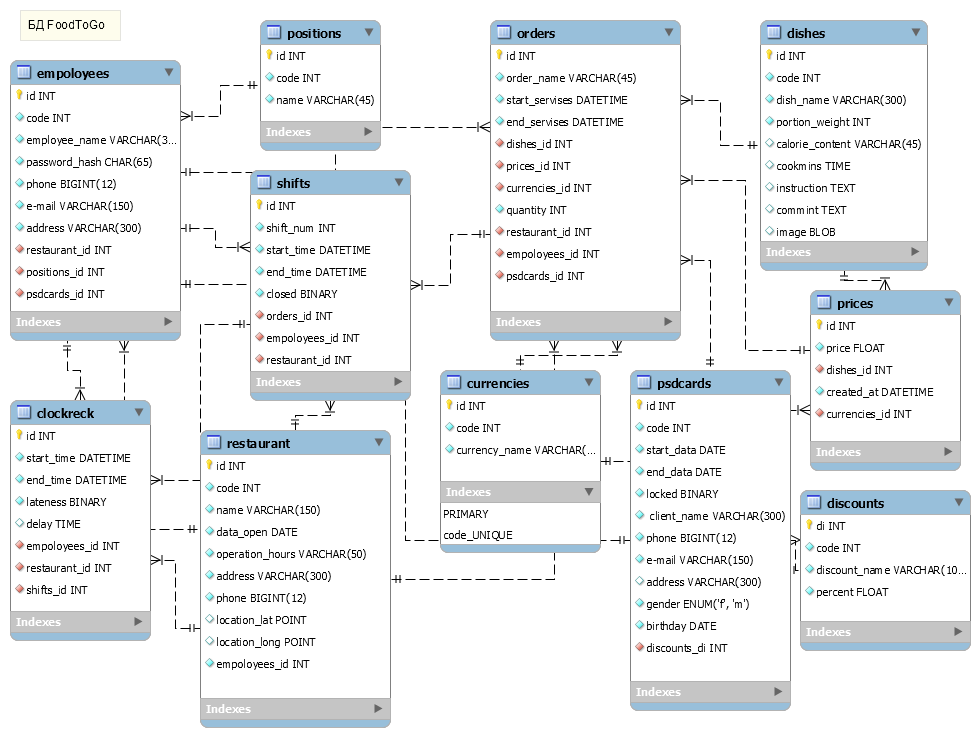 БД FoodToGo
positions
id INT
code INT
name VARCHAR(45)
Indexes
orders
id INT
order_name VARCHAR(45)
start_servises DATETIME
end_servises DATETIME
dishes_id INT
prices_id INT
currencies_id INT
quantity INT
restaurant_id INT
empoloyees_id INT
psdcards_id INT
Indexes
dishes
id INT
code INT
dish_name VARCHAR(300)
portion_weight INT
calorie_content VARCHAR(45)
cookmins TIME
instruction TEXT
commint TEXT
image BLOB
Indexes
empoloyees
id INT
code INT
employee_name VARCHAR(3...
password_hash CHAR(65)
phone BIGINT(12)
e-mail VARCHAR(150)
address VARCHAR(300)
restaurant_id INT
positions_id INT
psdcards_id INT
Indexes
shifts
id INT
shift_num INT
start_time DATETIME
end_time DATETIME
closed BINARY
orders_id INT
empoloyees_id INT
restaurant_id INT
Indexes
prices
id INT
price FLOAT
dishes_id INT
created_at DATETIME
currencies_id INT
Indexes
clockreck
id INT
start_time DATETIME
end_time DATETIME
lateness BINARY
delay TIME
empoloyees_id INT
restaurant_id INT
shifts_id INT
Indexes
restaurant
id INT
code INT
name VARCHAR(150)
data_open DATE
operation_hours VARCHAR(50)
address VARCHAR(300)
phone BIGINT(12)
location_lat POINT
location_long POINT
empoloyees_id INT
Indexes
currencies
id INT
code INT
currency_name VARCHAR(...
Indexes
PRIMARY
code_UNIQUE
psdcards
id INT
code INT
start_data DATE
end_data DATE
locked BINARY
client_name VARCHAR(300)
phone BIGINT(12)
e-mail VARCHAR(150)
address VARCHAR(300)
gender ENUM('f', 'm')
birthday DATE
discounts_di INT
Indexes
discounts
di INT
code INT
discount_name VARCHAR(10...
percent FLOAT
Indexes